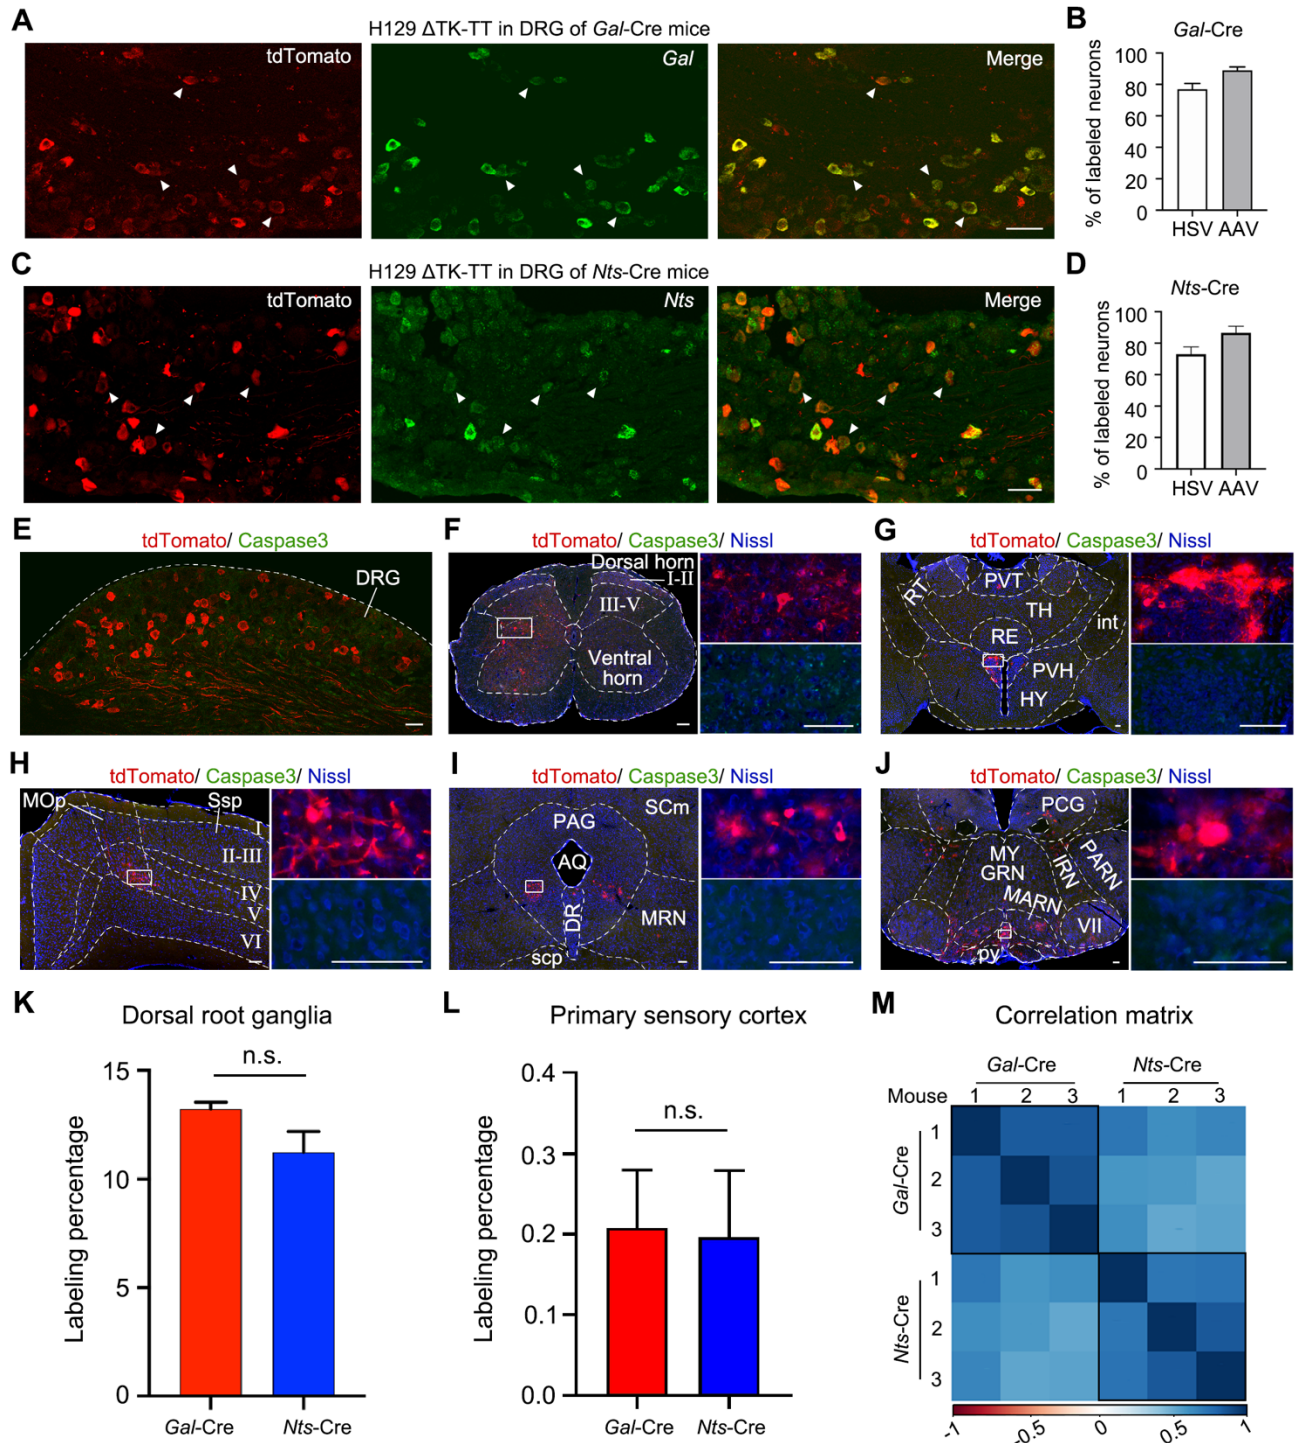 A
H129 ΔTK-TT in DRG of Gal-Cre mice
tdTomato
Gal
Merge
B
Gal-Cre
% of labeled neurons
100
80
60
40
20
0
HSV AAV
C
H129 ΔTK-TT in DRG of Nts-Cre mice
tdTomato
Nts
Merge
D
Nts-Cre
% of labeled neurons
100
80
60
40
20
0
HSV AAV
E
tdTomato/ Caspase3
DRG
F
tdTomato/ Caspase3/ Nissl
Dorsal horn
I-II
III-V
Ventral
horn
G
tdTomato/ Caspase3/ Nissl
RT
PVT
TH
int
RE
PVH
HY
H
tdTomato/ Caspase3/ Nissl
MOp
Ssp
I
II-III
IV
V
VI
I
tdTomato/ Caspase3/ Nissl
SCm
PAG
AQ
DR
MRN
scp
J
tdTomato/ Caspase3/ Nissl
PCG
MY
GRN
IRN
PARN
MARN
VII
py
K
Dorsal root ganglia
n.s.
Labeling percentage
15
10
5
0
Gal-Cre Nts-Cre
L
Primary sensory cortex
n.s.
Labeling percentage
0.4
0.3
0.2
0.1
0.0
Gal-Cre Nts-Cre
M
Correlation matrix
Gal-Cre Nts-Cre
Mouse 1 2 3 1 2 3
Gal-Cre
1
2
3
Nts-Cre
1
2
3
-1 -0.5 0 0.5 1